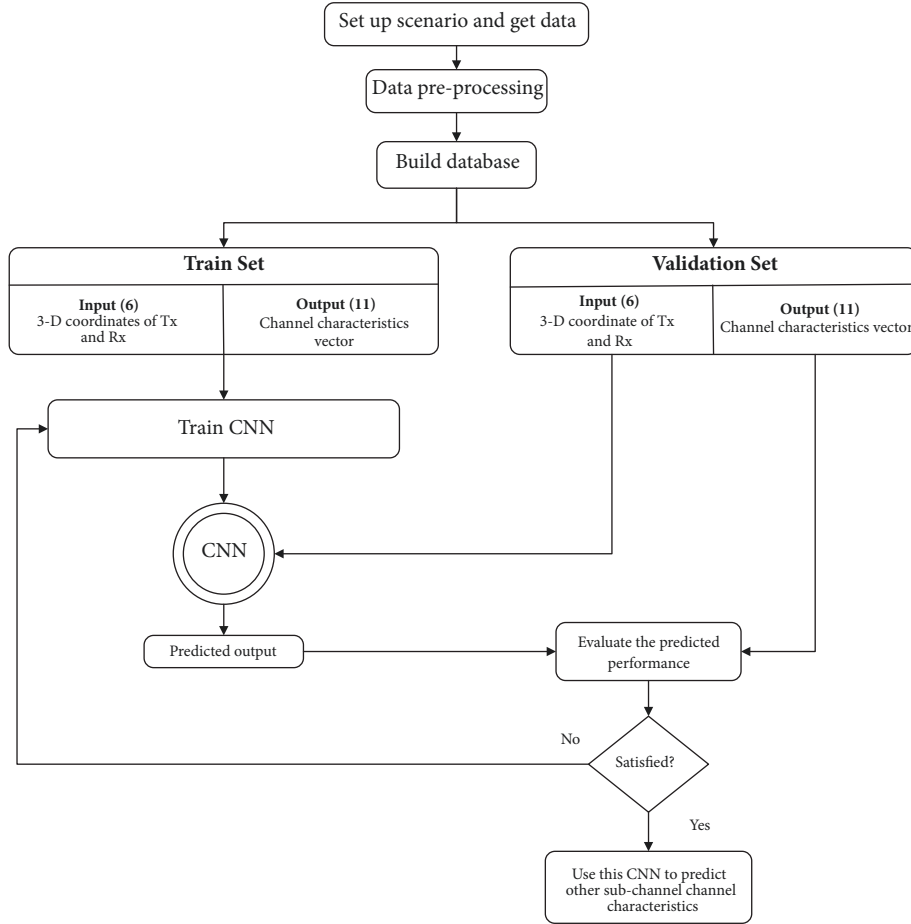 Set up scenario and get data
Data pre-processing
Build database
Train Set
Input (6)
3-D coordinates of Tx
and Rx
Output (11)
Channel characteristics
vector
Validation Set
Input (6)
3-D coordinate of Tx
and Rx
Output (11)
Channel characteristics vector
Train CNN
CNN
Predicted output
Evaluate the predicted
performance
No
Satisfied?
Yes
Use this CNN to predict
other sub-channel channel
characteristics